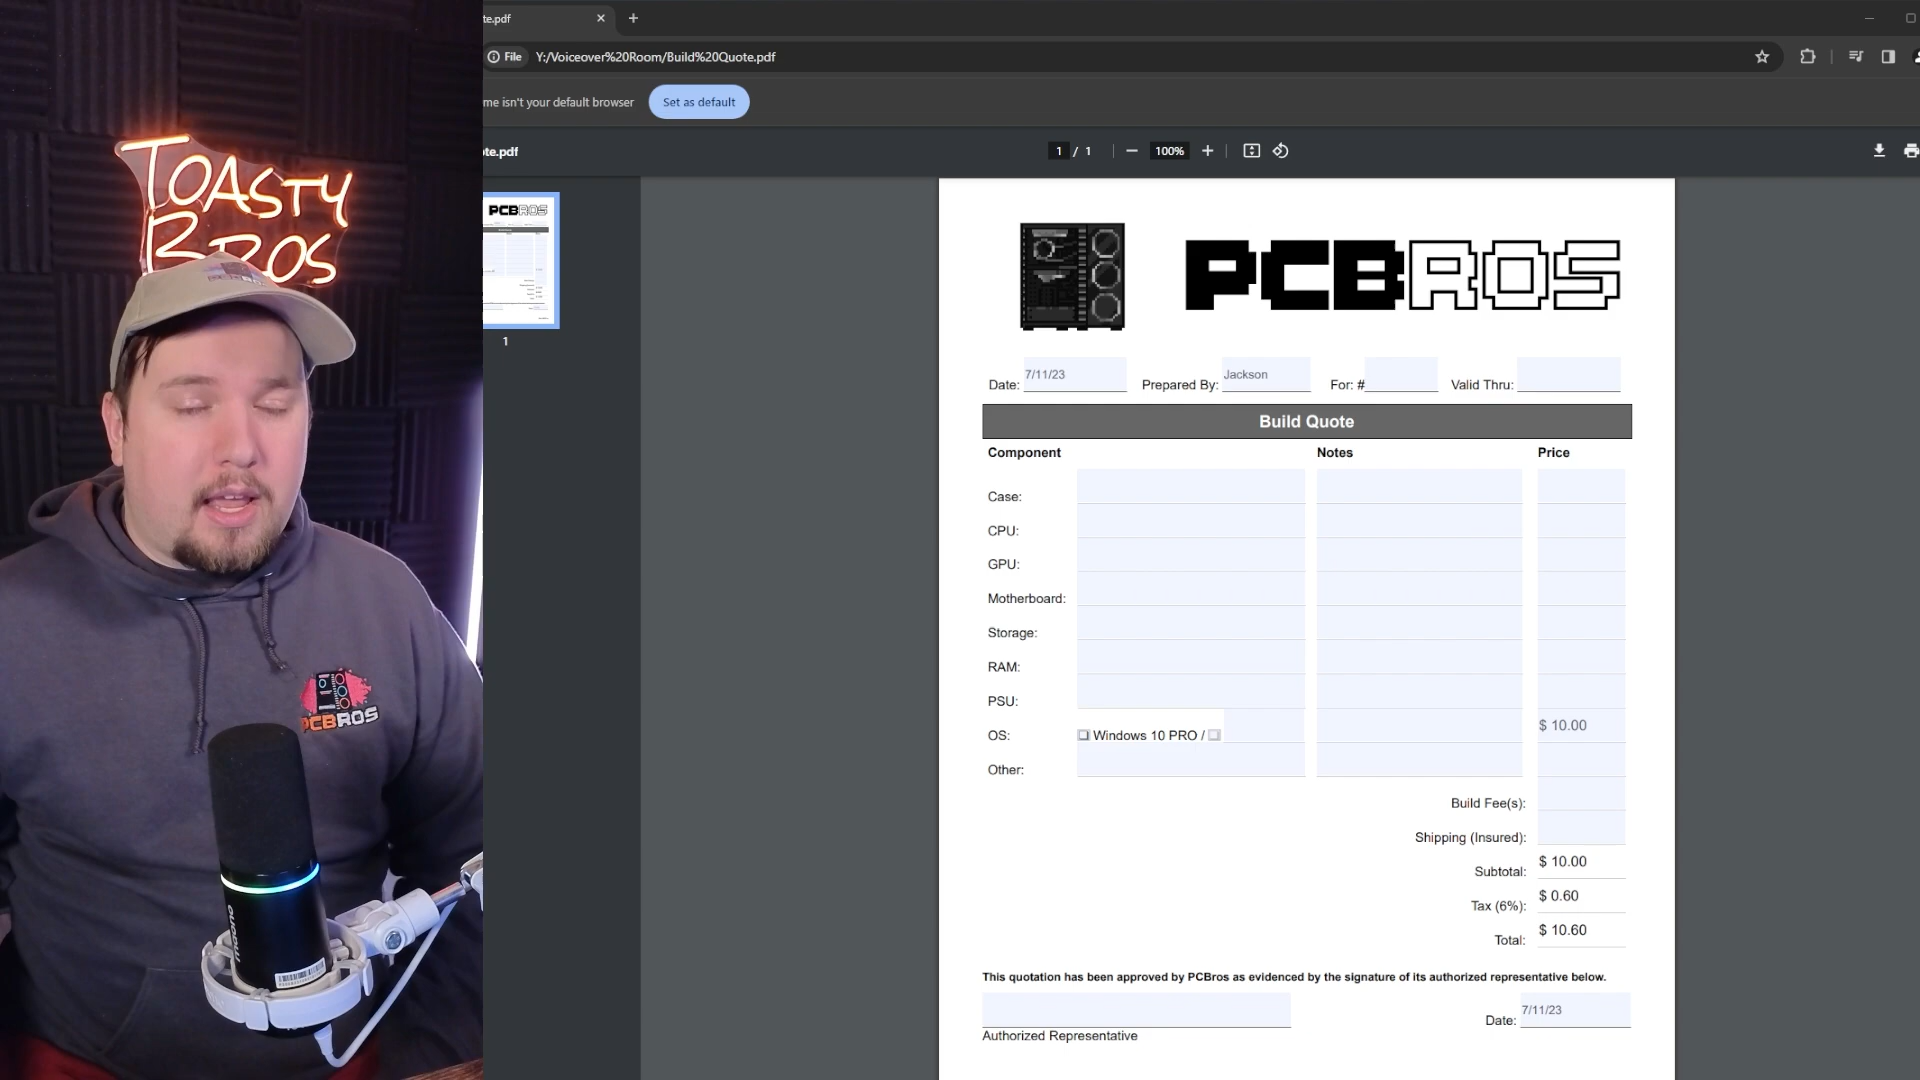 te.pdf
File Y:/Voiceover%20Room/Build%20Quote.pdf
me isn't your default browser Set as default
te.pdf 1 / 1 100%
TOASTY
BROS
PCBROS
1
PCBROS
Date: 7/11/23 Prepared By: Jackson For: # Valid Thru:
Build Quote
Component Notes Price
Case:
CPU:
GPU:
Motherboard:
Storage:
RAM:
PSU:
OS: Windows 10 PRO / $ 10.00
Other:
Build Fee(s):
Shipping (Insured):
Subtotal: $ 10.00
Tax (6%): $ 0.60
Total: $ 10.60
This quotation has been approved by PCBros as evidenced by the signature of its authorized representative below.
Date: 7/11/23
Authorized Representative
PCBROS
maono